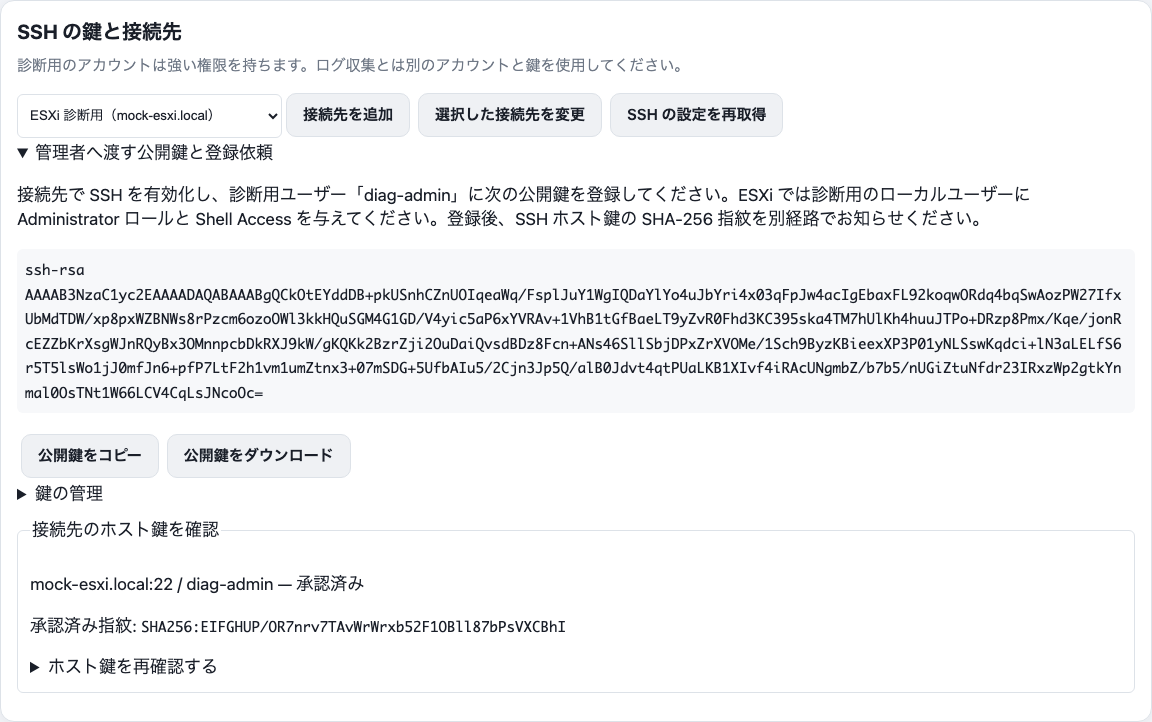 SSH の鍵と接続先
診断用のアカウントは強い権限を持ちます。ログ収集とは別のアカウントと鍵を使用してください。
ESXi 診断用（mock-esxi.local） 接続先を追加 選択した接続先を変更 SSH の設定を再取得
▼ 管理者へ渡す公開鍵と登録依頼
接続先で SSH を有効化し、診断用ユーザー「diag-admin」に次の公開鍵を登録してください。ESXi では診断用のローカルユーザーに
Administrator ロールと Shell Access を与えてください。登録後、SSH ホスト鍵の SHA-256 指紋を別経路でお知らせください。
ssh-rsa
AAAAB3NzaC1yc2EAAAADAQABAAABgQCkOtEYddDB+pkUSnhCZnUOIqeaWq/FsplJuY1WgIQDaYlYo4uJbYri4x03qFpJw4acIgEbaxFL92koqwORdq4bqSwAozPW27Ifx
UbMdTDW/xp8pxWZBNWs8rPzcm6ozoOWl3kkHQuSGM4G1GD/V4yic5aP6xYVRAv+1VhB1tGfBaeLT9yZvR0Fhd3KC395ska4TM7hUlKh4huuJTPo+DRzp8Pmx/Kqe/jonR
cEZZbKrXsgWJnRQyBx3OMnnpcbDkRXJ9kW/gKQKk2BzrZji2OuDaiQvsdBDz8Fcn+ANs46SllSbjDPxZrXVOMe/1Sch9ByzKBieexXP3P01yNLSswKqdci+lN3aLELfS6
r5T5lsWo1jJ0mfJn6+pfP7LtF2h1vm1umZtnx3+07mSDG+5UfbAIu5/2Cjn3Jp5Q/alB0Jdvt4qtPUaLKB1XIvf4iRAcUNgmbZ/b7b5/nUGiZtuNfdr23IRxzWp2gtkYn
mal0OsTNt1W66LCV4CqLsJNcoOc=
公開鍵をコピー 公開鍵をダウンロード
▶ 鍵の管理
接続先のホスト鍵を確認
mock-esxi.local:22 / diag-admin — 承認済み
承認済み指紋: SHA256:EIFGHUP/OR7nrv7TAvWrWrxb52F1OBll87bPsVXCBhI
▶ ホスト鍵を再確認する